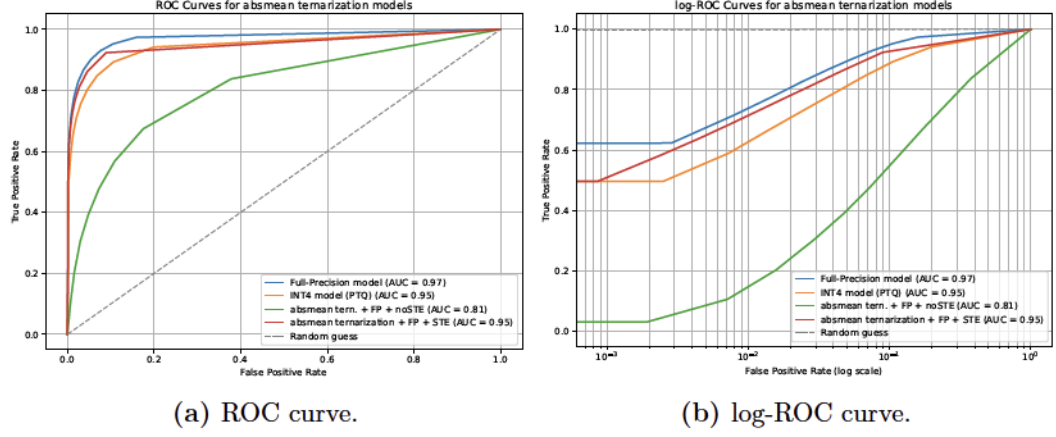 ROC Curves for absmean ternarization models
True Positive Rate
1.0
0.8
0.6
0.4
0.2
0.0
Full-Precision model (AUC = 0.97)
INT4 model (PTQ) (AUC = 0.95)
absmean tern. + FP + noSTE (AUC = 0.81)
absmean ternarization + FP + STE (AUC = 0.95)
Random guess
0.0 0.2 0.4 0.6 0.8 1.0
False Positive Rate
(a) ROC curve.
log-ROC Curves for absmean ternarization models
True Positive Rate
1.0
0.8
0.6
0.4
0.2
0.0
Full-Precision model (AUC = 0.97)
INT4 model (PTQ) (AUC = 0.95)
absmean tern. + FP + noSTE (AUC = 0.81)
absmean ternarization + FP + STE (AUC = 0.95)
Random guess
10⁻³ 10⁻² 10⁻¹ 10⁰
False Positive Rate (log scale)
(b) log-ROC curve.